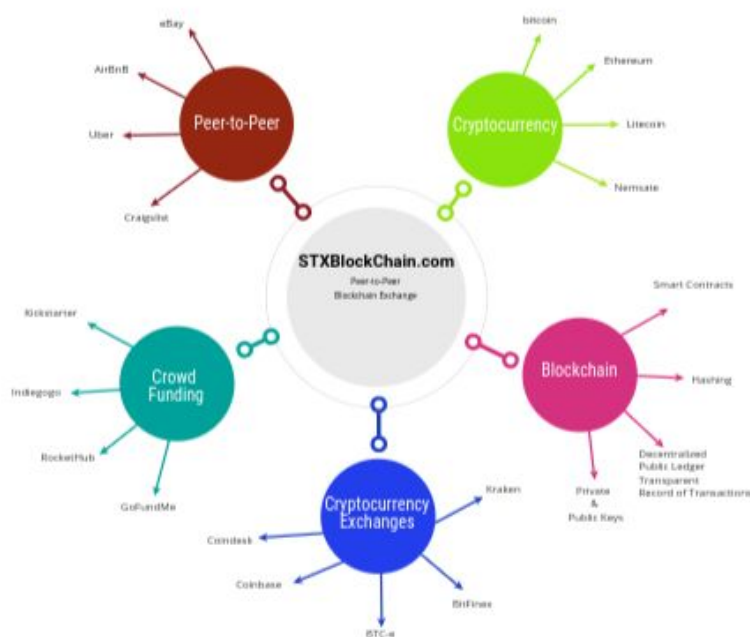 eBay
AirBnB
Uber
Craigslist
Peer-to-Peer
bitcoin
Ethereum
Litecoin
Cryptocurrency
STXBlockChain.com
Peer-to-Peer
Blockchain Exchange
Kickstarter
Indiegogo
RocketHub
GoFundMe
Crowd
Funding
Smart Contracts
Hashing
Decentralized
Public Ledger
Transparent
Record of Transactions
Private
&
Public Keys
Blockchain
Cryptocurrency
Exchanges
Kraken
Coindesk
Coinbase
BTC-e
BitFinex